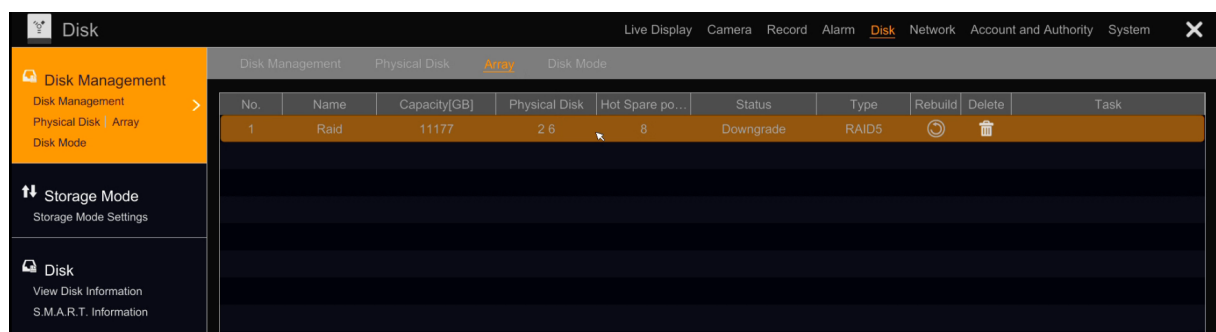 Disk
Live Display Camera Record Alarm Disk Network Account and Authority System
Disk Management
Disk Management
Physical Disk Array
Disk Mode
Storage Mode
Storage Mode Settings
Disk
View Disk Information
S.M.A.R.T. Information
Disk Management Physical Disk Array Disk Mode
No. Name Capacity[GB] Physical Disk Hot Spare po... Status Type Rebuild Delete Task
1 Raid 11177 2 6 8 Downgrade RAID5